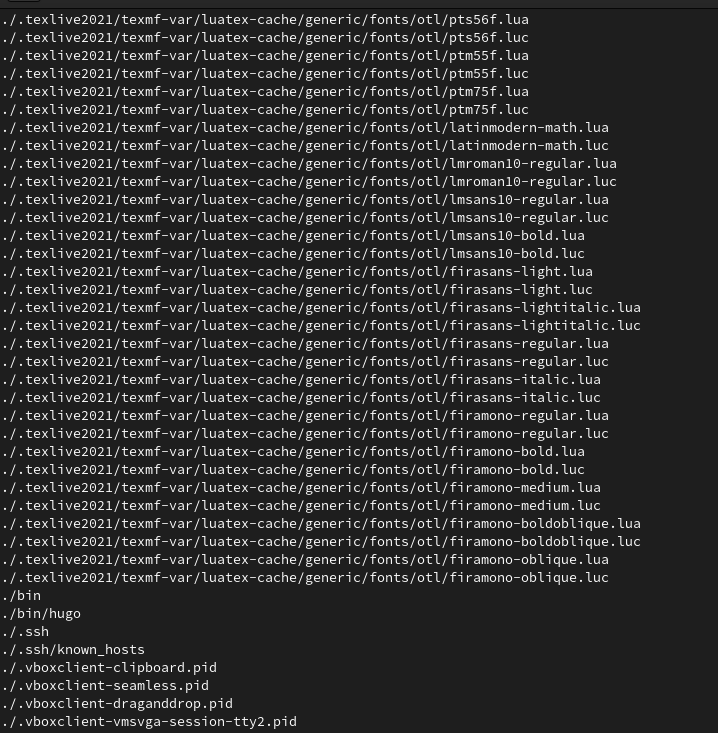 ./.texlive2021/texmf-var/luatex-cache/generic/fonts/otl/pts56f.lua
./.texlive2021/texmf-var/luatex-cache/generic/fonts/otl/pts56f.luc
./.texlive2021/texmf-var/luatex-cache/generic/fonts/otl/ptm55f.lua
./.texlive2021/texmf-var/luatex-cache/generic/fonts/otl/ptm55f.luc
./.texlive2021/texmf-var/luatex-cache/generic/fonts/otl/ptm75f.lua
./.texlive2021/texmf-var/luatex-cache/generic/fonts/otl/ptm75f.luc
./.texlive2021/texmf-var/luatex-cache/generic/fonts/otl/latinmodern-math.lua
./.texlive2021/texmf-var/luatex-cache/generic/fonts/otl/latinmodern-math.luc
./.texlive2021/texmf-var/luatex-cache/generic/fonts/otl/lmroman10-regular.lua
./.texlive2021/texmf-var/luatex-cache/generic/fonts/otl/lmroman10-regular.luc
./.texlive2021/texmf-var/luatex-cache/generic/fonts/otl/lmsans10-regular.lua
./.texlive2021/texmf-var/luatex-cache/generic/fonts/otl/lmsans10-regular.luc
./.texlive2021/texmf-var/luatex-cache/generic/fonts/otl/lmsans10-bold.lua
./.texlive2021/texmf-var/luatex-cache/generic/fonts/otl/lmsans10-bold.luc
./.texlive2021/texmf-var/luatex-cache/generic/fonts/otl/firasans-light.lua
./.texlive2021/texmf-var/luatex-cache/generic/fonts/otl/firasans-light.luc
./.texlive2021/texmf-var/luatex-cache/generic/fonts/otl/firasans-lightitalic.lua
./.texlive2021/texmf-var/luatex-cache/generic/fonts/otl/firasans-lightitalic.luc
./.texlive2021/texmf-var/luatex-cache/generic/fonts/otl/firasans-regular.lua
./.texlive2021/texmf-var/luatex-cache/generic/fonts/otl/firasans-regular.luc
./.texlive2021/texmf-var/luatex-cache/generic/fonts/otl/firasans-italic.lua
./.texlive2021/texmf-var/luatex-cache/generic/fonts/otl/firasans-italic.luc
./.texlive2021/texmf-var/luatex-cache/generic/fonts/otl/firamono-regular.lua
./.texlive2021/texmf-var/luatex-cache/generic/fonts/otl/firamono-regular.luc
./.texlive2021/texmf-var/luatex-cache/generic/fonts/otl/firamono-bold.lua
./.texlive2021/texmf-var/luatex-cache/generic/fonts/otl/firamono-bold.luc
./.texlive2021/texmf-var/luatex-cache/generic/fonts/otl/firamono-medium.lua
./.texlive2021/texmf-var/luatex-cache/generic/fonts/otl/firamono-medium.luc
./.texlive2021/texmf-var/luatex-cache/generic/fonts/otl/firamono-boldoblique.lua
./.texlive2021/texmf-var/luatex-cache/generic/fonts/otl/firamono-boldoblique.luc
./.texlive2021/texmf-var/luatex-cache/generic/fonts/otl/firamono-oblique.lua
./.texlive2021/texmf-var/luatex-cache/generic/fonts/otl/firamono-oblique.luc
./bin
./bin/hugo
./.ssh
./.ssh/known_hosts
./.vboxclient-clipboard.pid
./.vboxclient-seamless.pid
./.vboxclient-draganddrop.pid
./.vboxclient-vmsvga-session-tty2.pid